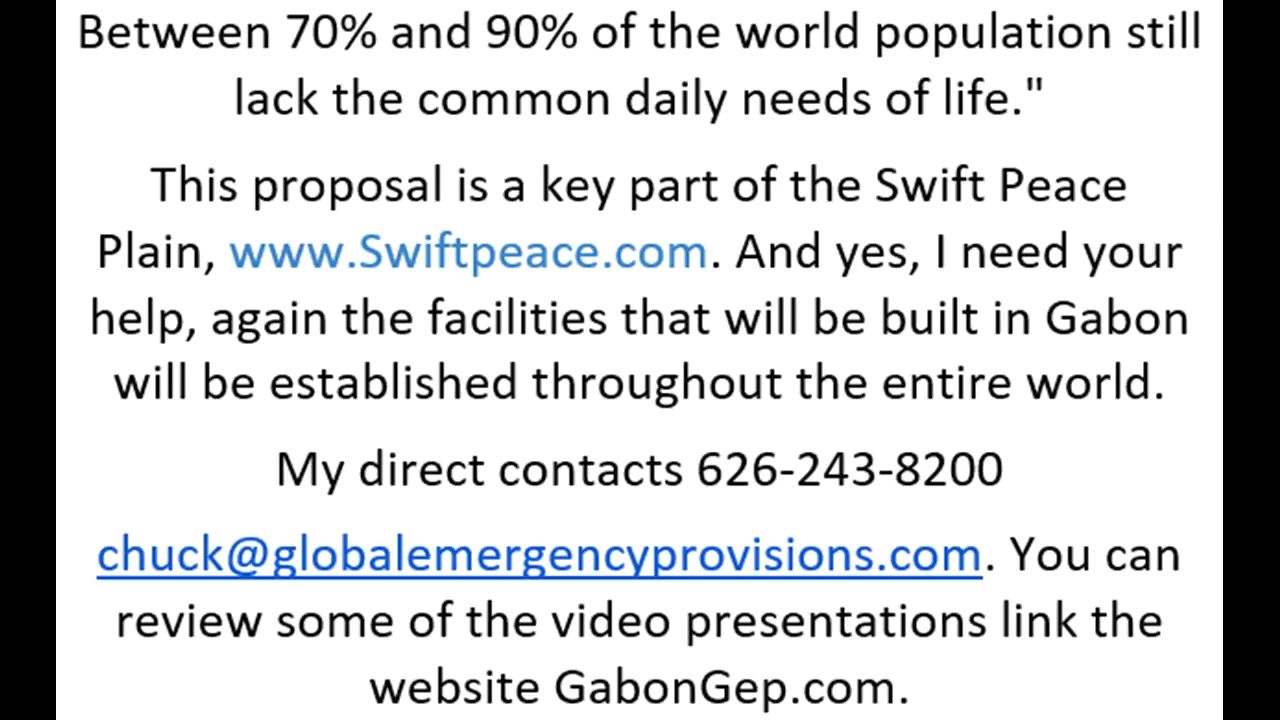 Between 70% and 90% of the world population still
lack the common daily needs of life."
This proposal is a key part of the Swift Peace
Plain, www.Swiftpeace.com. And yes, I need your
help, again the facilities that will be built in Gabon
will be established throughout the entire world.
My direct contacts 626-243-8200
chuck@globalemergencyprovisions.com. You can
review some of the video presentations link the
website GabonGep.com.